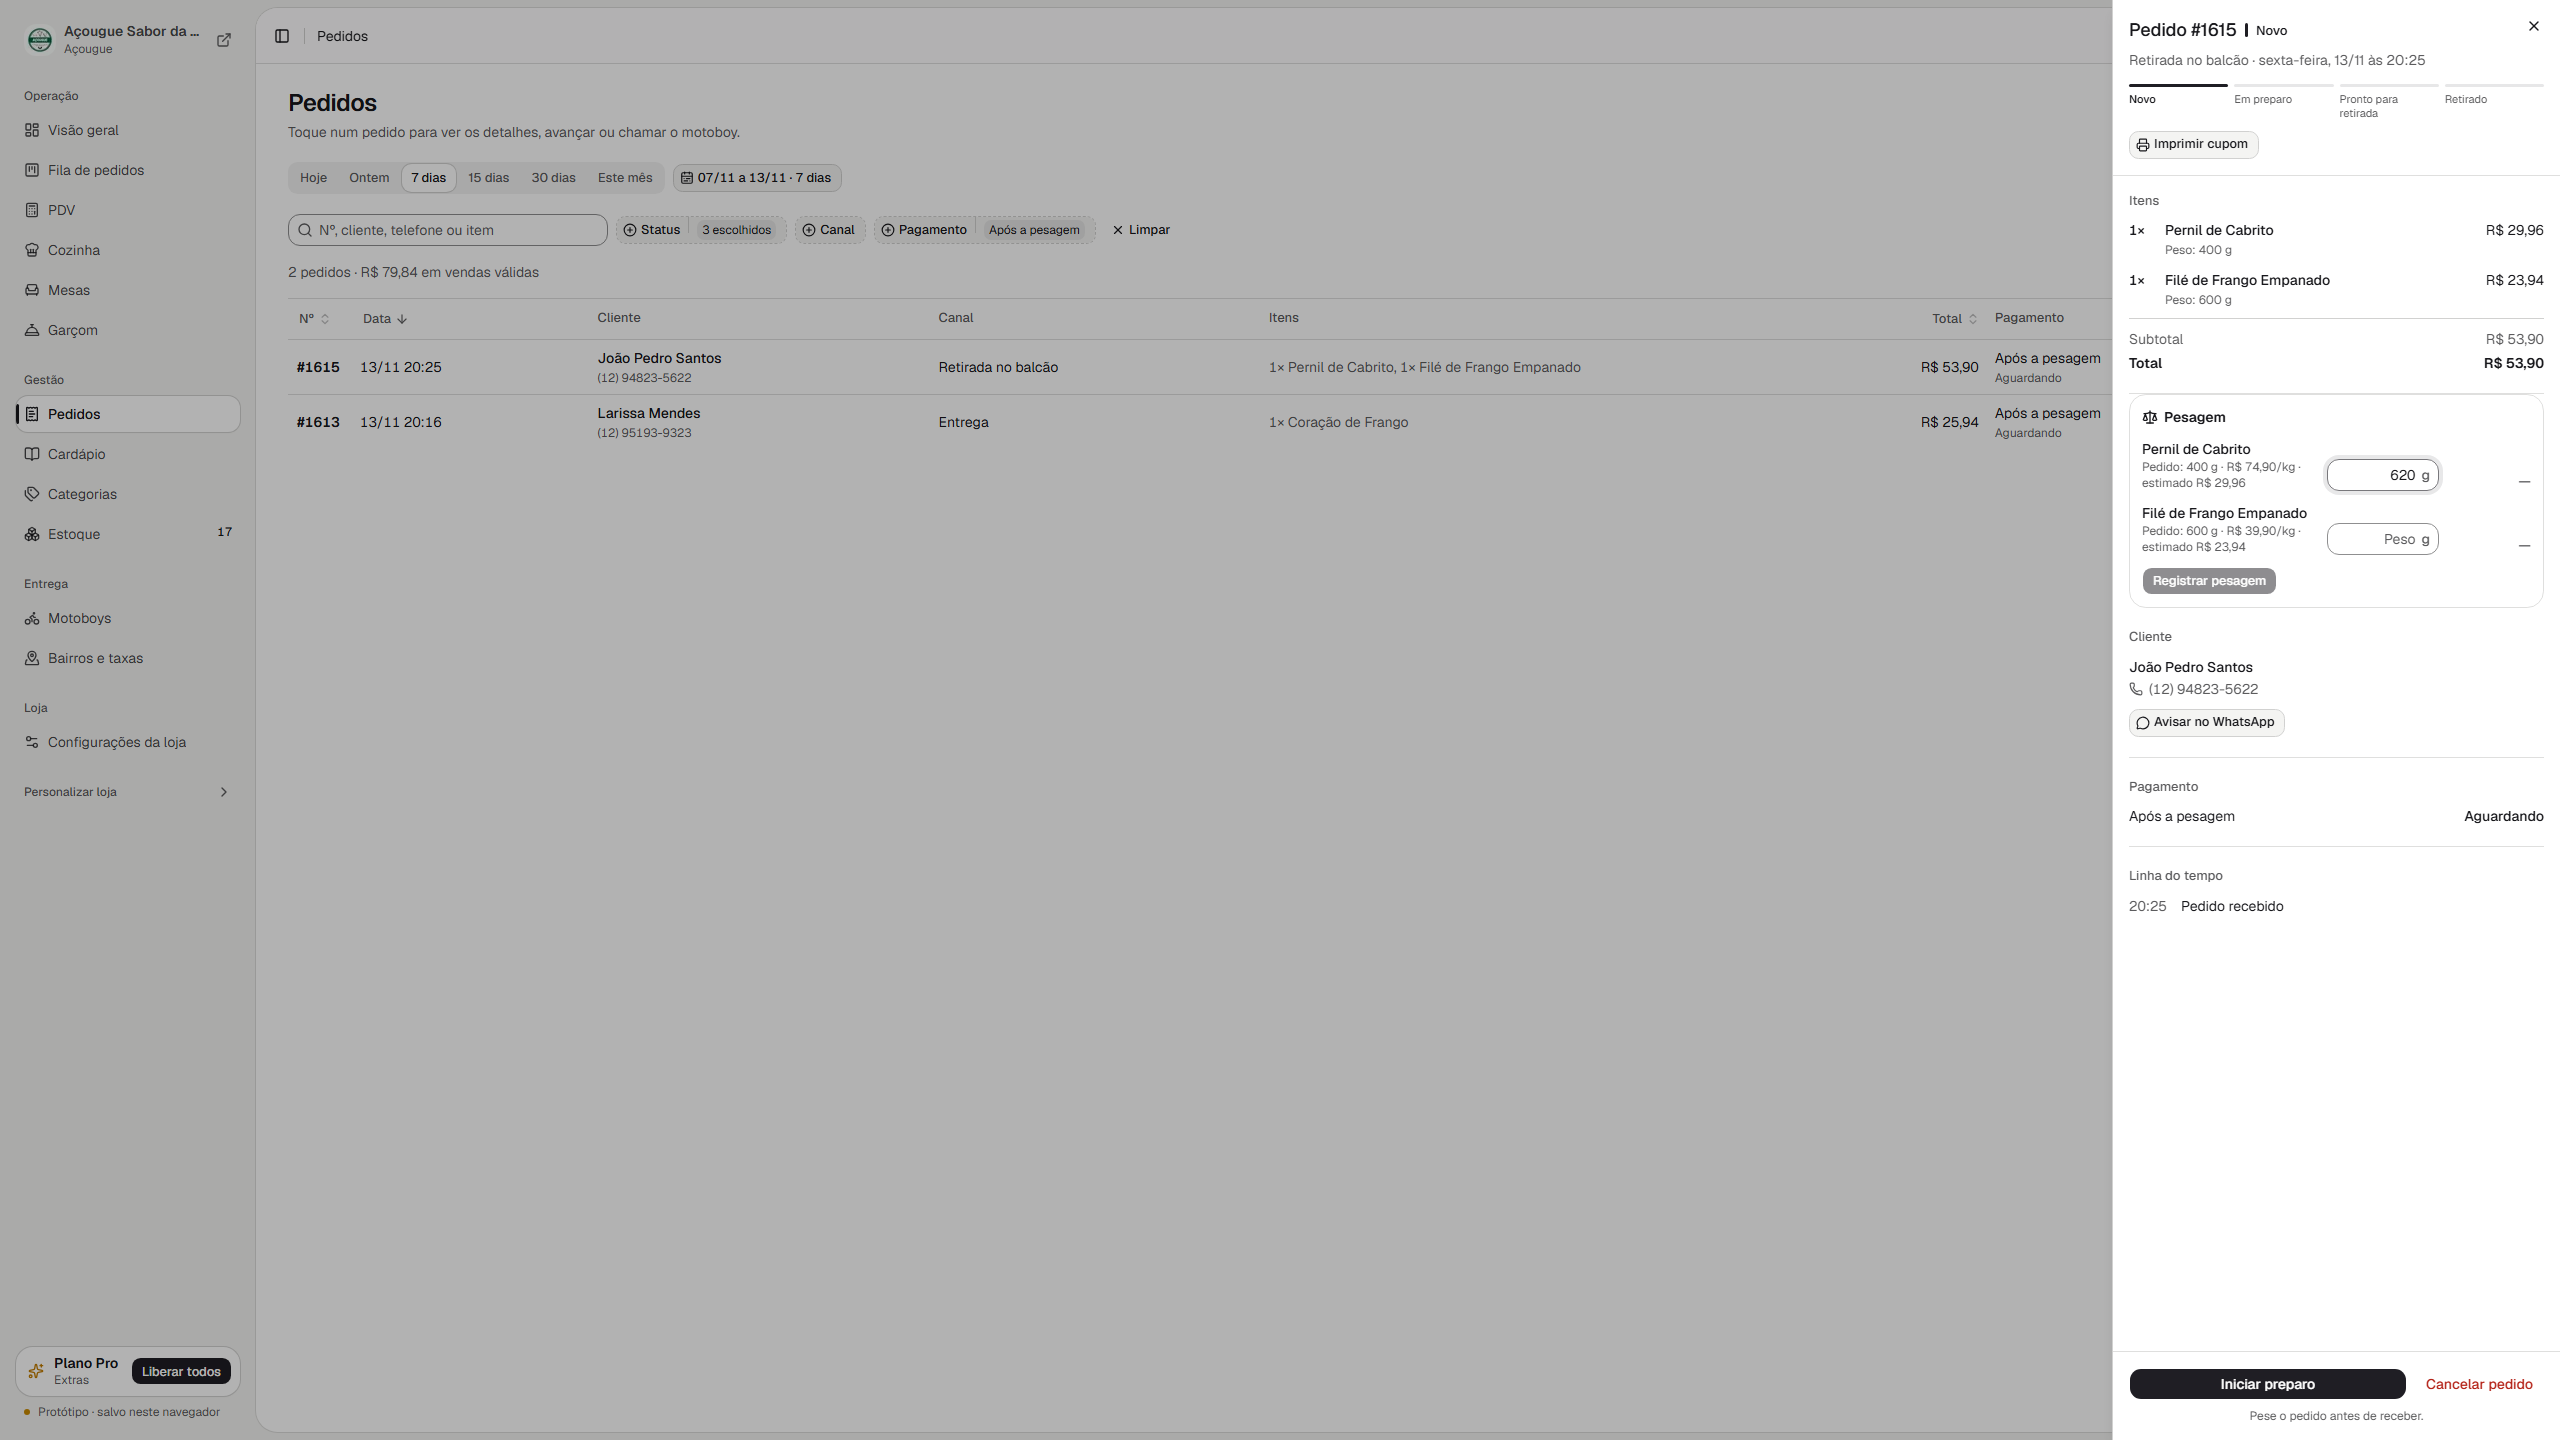 Açougue Sabor da ...
Açougue
Operação
Visão geral
Fila de pedidos
PDV
Cozinha
Mesas
Garçom
Gestão
Pedidos
Cardápio
Categorias
Estoque 17
Entrega
Motoboys
Bairros e taxas
Loja
Configurações da loja
Personalizar loja
Plano Pro
Extras
Liberar todos
Protótipo · salvo neste navegador
Pedidos
Pedidos
Toque num pedido para ver os detalhes, avançar ou chamar o motoboy.
Hoje Ontem 7 dias 15 dias 30 dias Este mês 07/11 a 13/11 · 7 dias
Nº, cliente, telefone ou item Status 3 escolhidos Canal Pagamento Após a pesagem Limpar
2 pedidos · R$ 79,84 em vendas válidas
Nº Data Cliente Canal Itens Total Pagamento
#1615 13/11 20:25 João Pedro Santos Retirada no balcão 1× Pernil de Cabrito, 1× Filé de Frango Empanado R$ 53,90 Após a pesagem
(12) 94823-5622 Aguardando
#1613 13/11 20:16 Larissa Mendes Entrega 1× Coração de Frango R$ 25,94 Após a pesagem
(12) 95193-9323 Aguardando
Pedido #1615 Novo
Retirada no balcão · sexta-feira, 13/11 às 20:25
Novo Em preparo Pronto para retirada Retirado
Imprimir cupom
Itens
1× Pernil de Cabrito R$ 29,96
Peso: 400 g
1× Filé de Frango Empanado R$ 23,94
Peso: 600 g
Subtotal R$ 53,90
Total R$ 53,90
Pesagem
Pernil de Cabrito
Pedido: 400 g · R$ 74,90/kg ·
estimado R$ 29,96
620 g —
Filé de Frango Empanado
Pedido: 600 g · R$ 39,90/kg ·
estimado R$ 23,94
Peso g —
Registrar pesagem
Cliente
João Pedro Santos
(12) 94823-5622
Avisar no WhatsApp
Pagamento
Após a pesagem Aguardando
Linha do tempo
20:25 Pedido recebido
Iniciar preparo Cancelar pedido
Pese o pedido antes de receber.